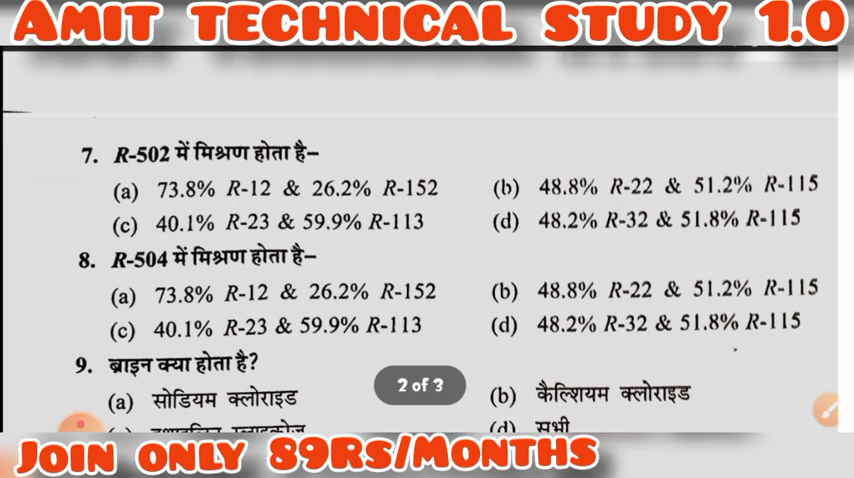 AMIT TECHNICAL STUDY 1.0
7. R-502 में मिश्रण होता है–
(a) 73.8% R-12 & 26.2% R-152 (b) 48.8% R-22 & 51.2% R-115
(c) 40.1% R-23 & 59.9% R-113 (d) 48.2% R-32 & 51.8% R-115
8. R-504 में मिश्रण होता है–
(a) 73.8% R-12 & 26.2% R-152 (b) 48.8% R-22 & 51.2% R-115
(c) 40.1% R-23 & 59.9% R-113 (d) 48.2% R-32 & 51.8% R-115
9. ब्राइन क्या होता है?
2 of 3
(a) सोडियम क्लोराइड (b) कैल्शियम क्लोराइड
(d) सभी
JOIN ONLY 89RS/MONTHS